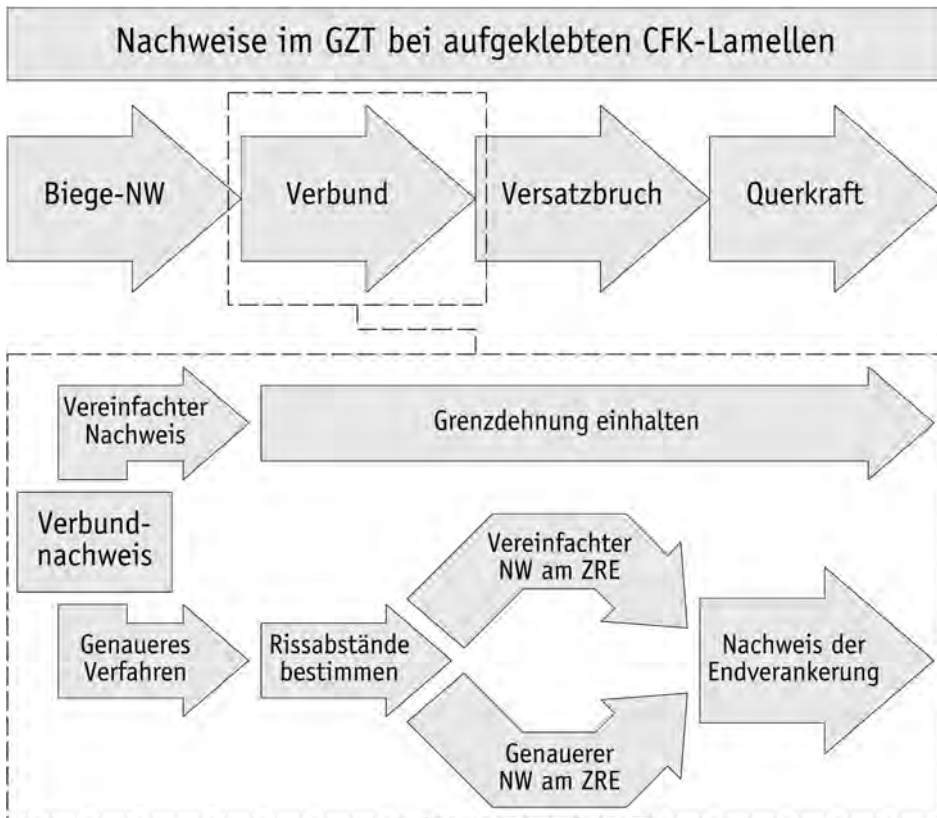 Nachweise im GZT bei aufgeklebten CFK-Lamellen
Biege-NW
Verbund
Versatzbruch
Querkraft
Vereinfachter
Nachweis
Grenzdehnung einhalten
Verbund-
nachweis
Vereinfachter
NW am ZRE
Genaueres
Verfahren
Rissabstände
bestimmen
Nachweis der
Endverankerung
Genauerer
NW am ZRE